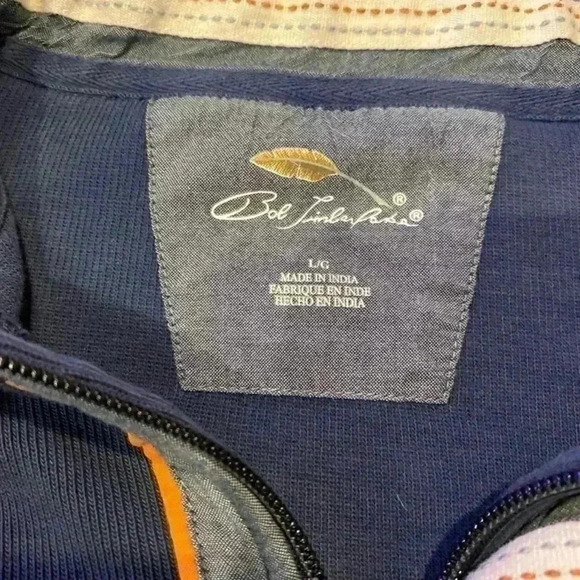 ®
Bob Timberlake®
L/G
MADE IN INDIA
FABRIQUE EN INDE
HECHO EN INDIA